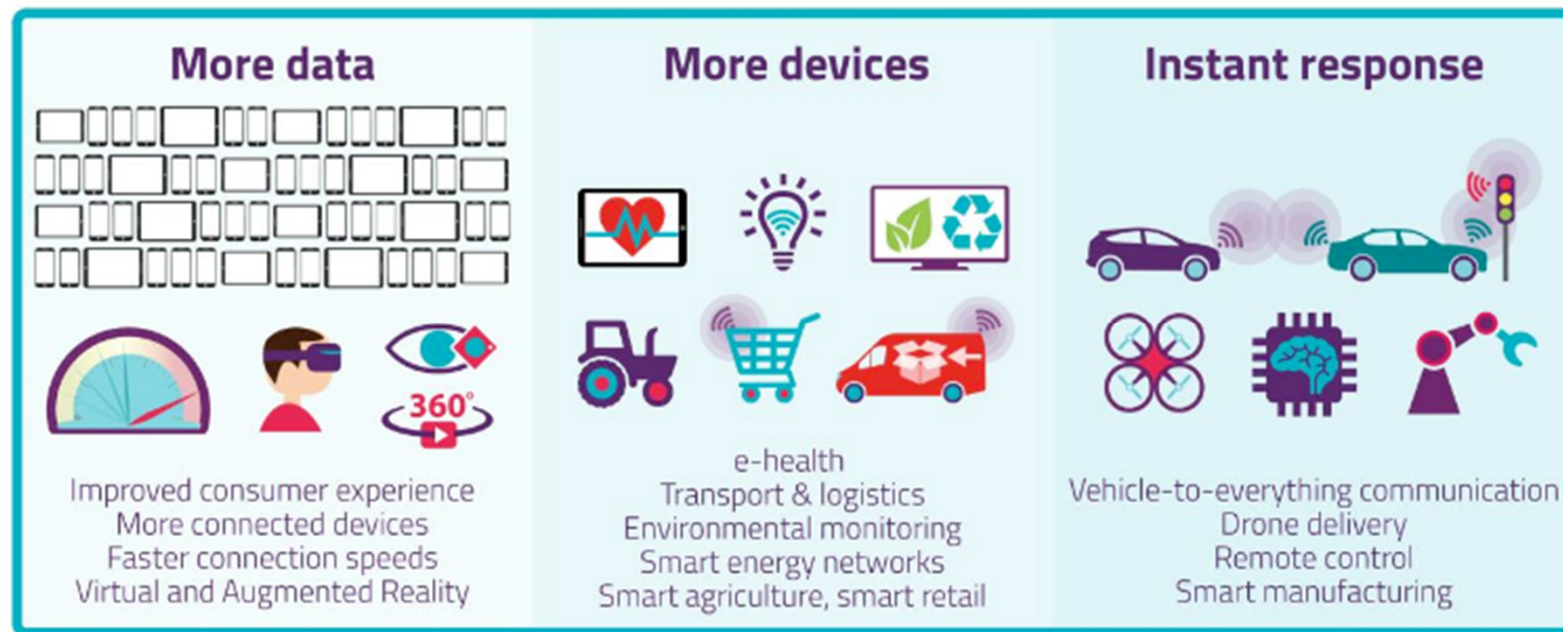 More data
360°
Improved consumer experience
More connected devices
Faster connection speeds
Virtual and Augmented Reality
More devices
e-health
Transport & logistics
Environmental monitoring
Smart energy networks
Smart agriculture, smart retail
Instant response
Vehicle-to-everything communication
Drone delivery
Remote control
Smart manufacturing